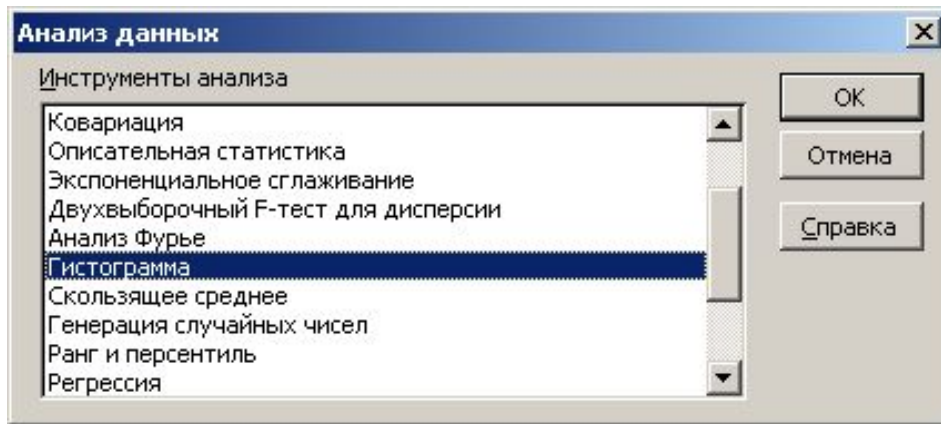 Анализ данных
Инструменты анализа
Ковариация
Описательная статистика
Экспоненциальное сглаживание
Двухвыборочный F-тест для дисперсии
Анализ Фурье
Гистограмма
Скользящее среднее
Генерация случайных чисел
Ранг и персентиль
Регрессия
ОК
Отмена
Справка